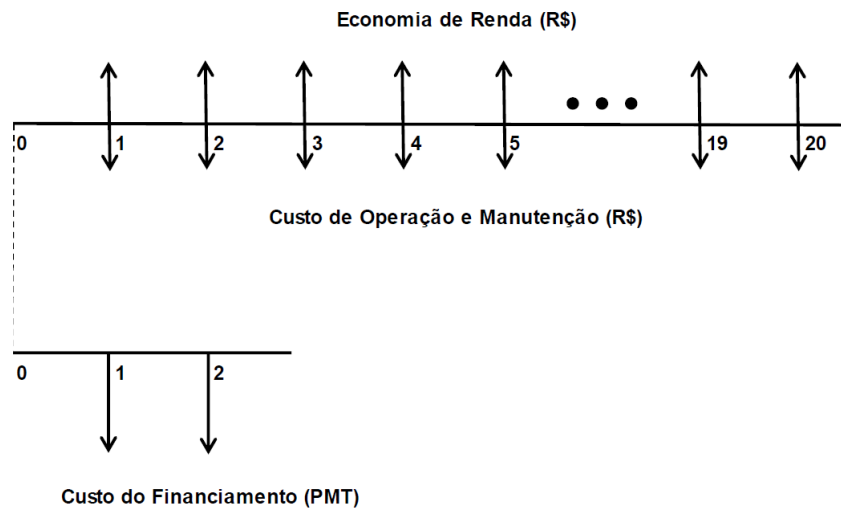 Economia de Renda (R$)
0 1 2 3 4 5 19 20
Custo de Operação e Manutenção (R$)
0 1 2
Custo do Financiamento (PMT)